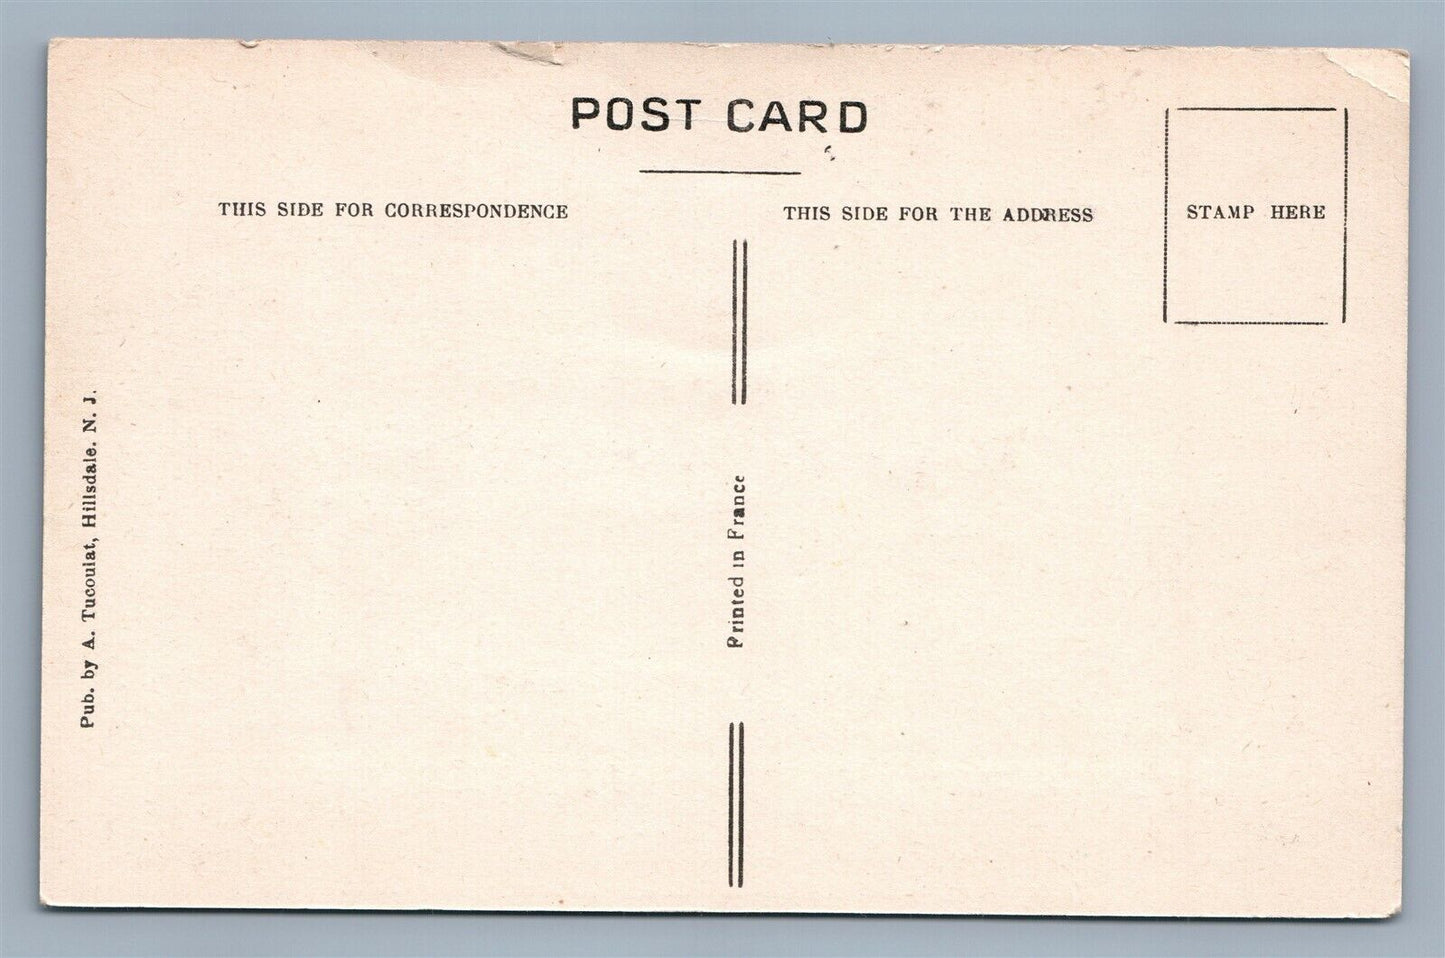 POST CARD
THIS SIDE FOR CORRESPONDENCE
THIS SIDE FOR THE ADDRESS
STAMP HERE
Pub. by A. Tucoulat, Hillsdale. N. J.
Printed in France